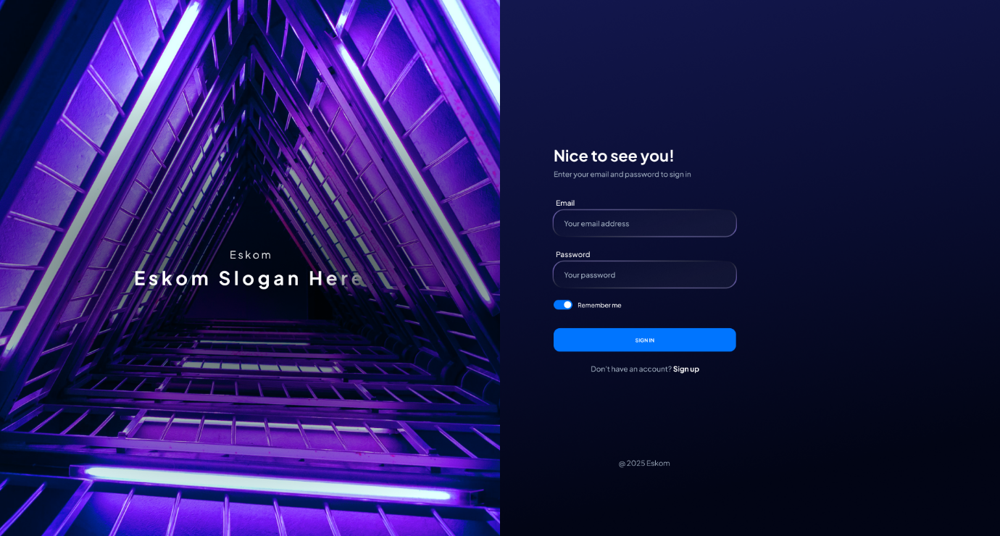 Eskom
Eskom Slogan Here
Nice to see you!
Enter your email and password to sign in
Email
Your email address
Password
Your password
Remember me
SIGN IN
Don't have an account? Sign up
@ 2025 Eskom